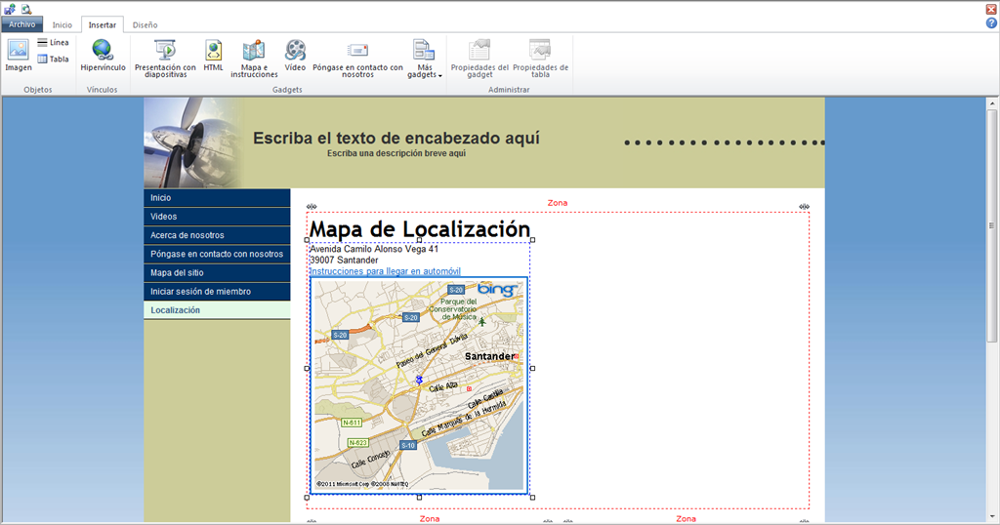 Archivo Inicio Insertar Diseño
Imagen
Línea
Tabla
Hipervínculo
Presentación con
diapositivas
HTML
Mapa e
instrucciones
Vídeo
Póngase en contacto con
nosotros
Más
gadgets
Propiedades del
gadget
Propiedades de
tabla
Objetos Vínculos Gadgets Administrar
Escriba el texto de encabezado aquí
Escriba una descripción breve aquí
Inicio
Videos
Acerca de nosotros
Póngase en contacto con nosotros
Mapa del sitio
Iniciar sesión de miembro
Localización
Zona
Mapa de Localización
Avenida Camilo Alonso Vega 41
39007 Santander
Instrucciones para llegar en automóvil
S-20 bing
Parque del
Conservatorio
de Música
S-20
S-20
Paseo del General Dávila
Santander
Calle Alta
Calle Castilla
Calle Marqués de la Hermida
N-611
N-623
S-10
Calle Concejo
©2011 Microsoft Corp ©2008 NAVTEQ
Zona Zona